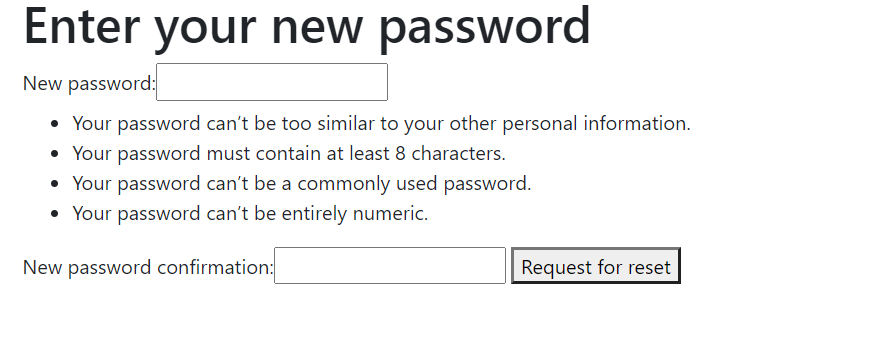 Enter your new password
New password:
Your password can’t be too similar to your other personal information.
Your password must contain at least 8 characters.
Your password can’t be a commonly used password.
Your password can’t be entirely numeric.
New password confirmation: Request for reset